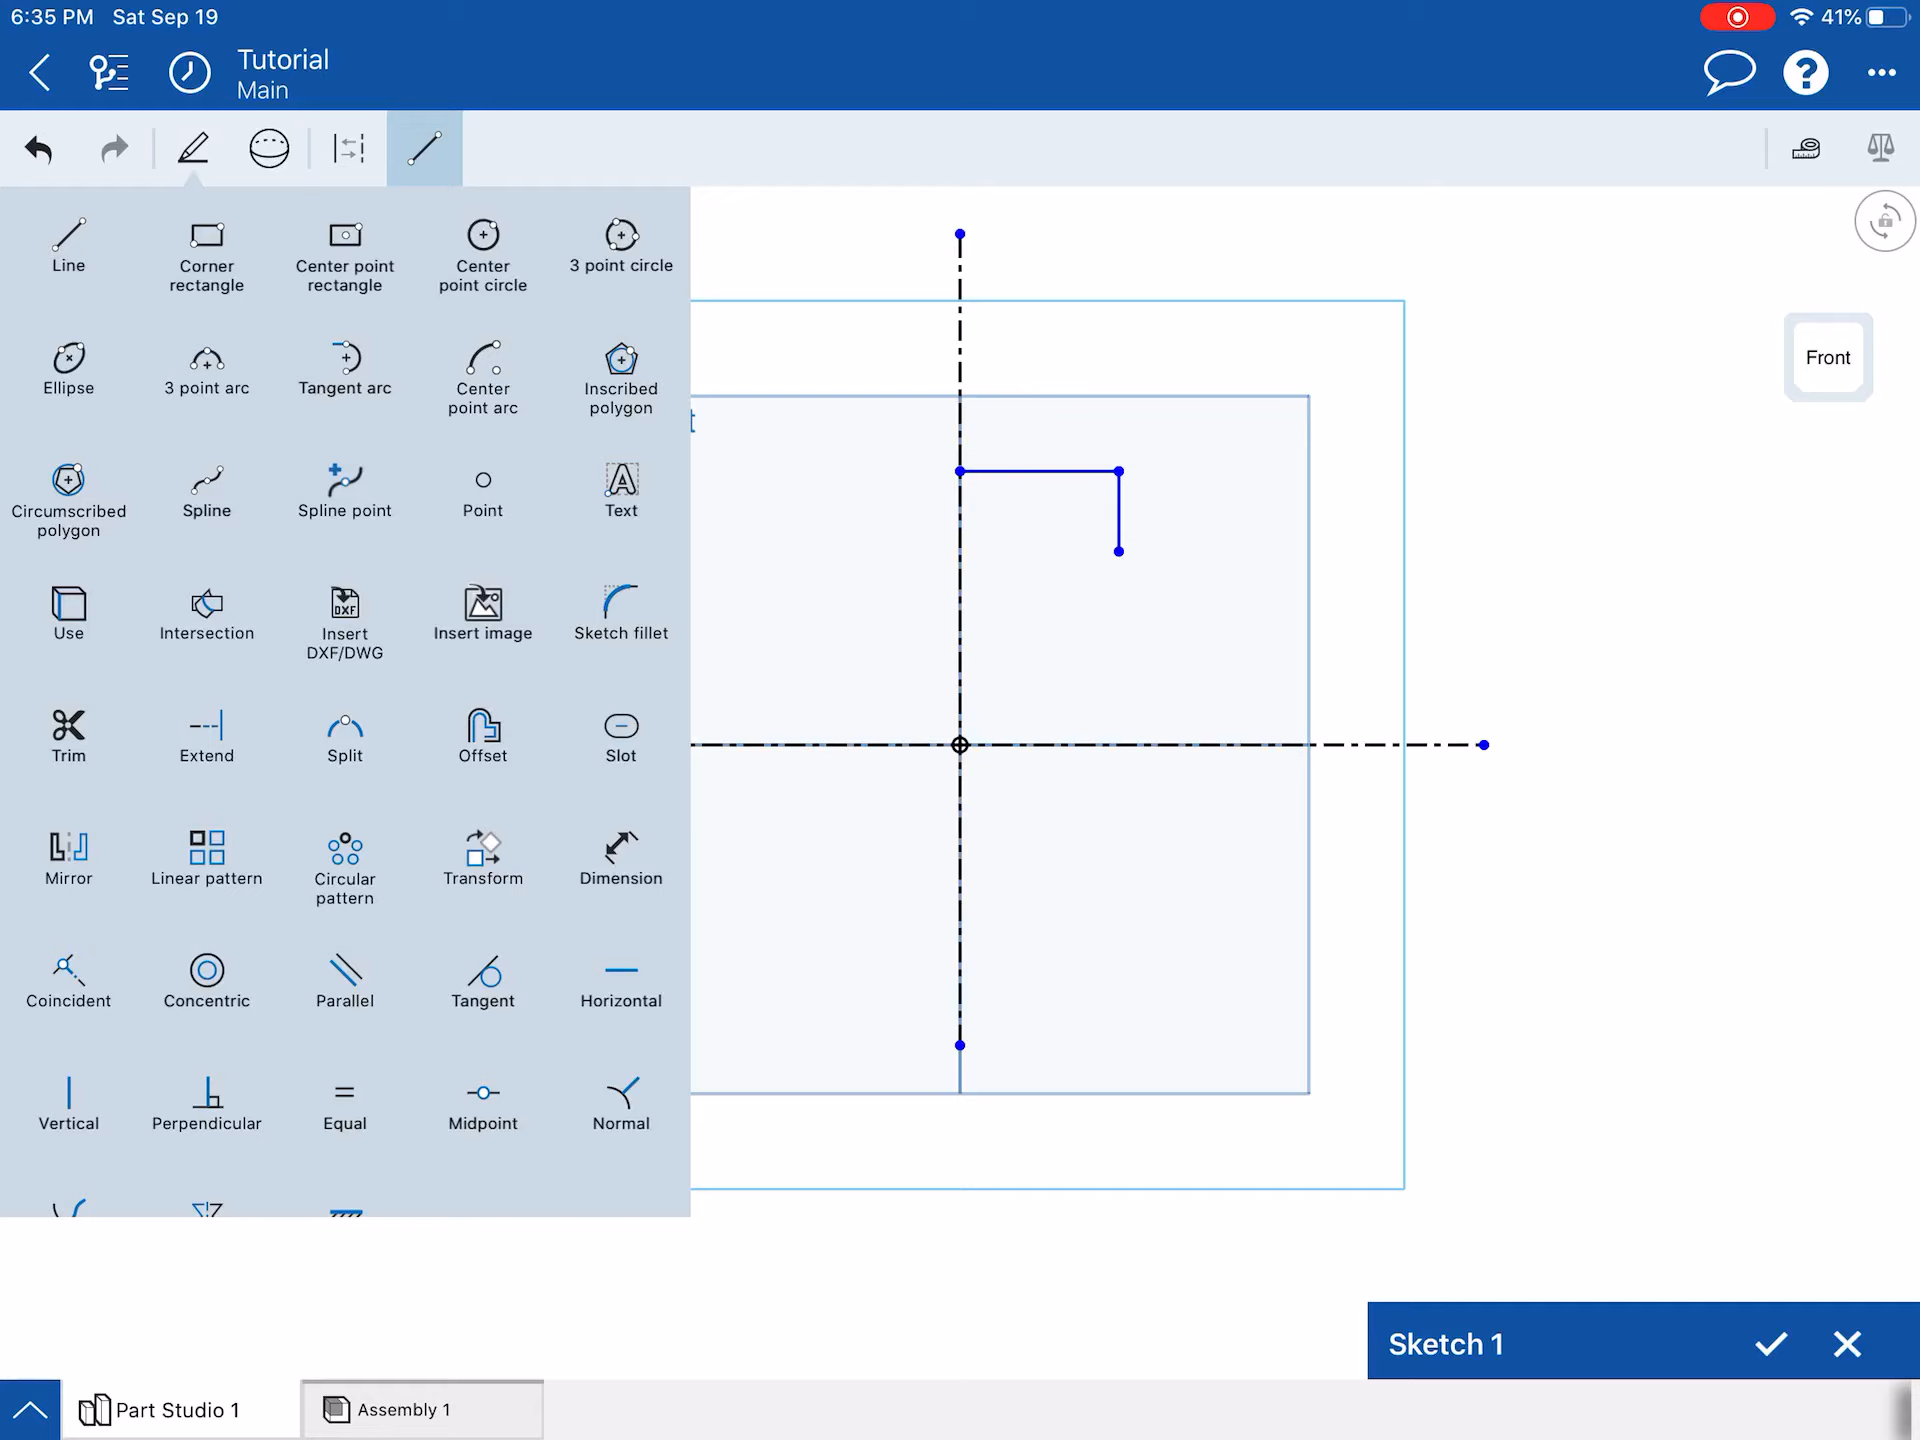 6:35 PM Sat Sep 19
41%
Tutorial
Main
Line
Corner
rectangle
Center point
rectangle
Center
point circle
3 point circle
Ellipse
3 point arc
Tangent arc
Center
point arc
Inscribed
polygon
Circumscribed
polygon
Spline
Spline point
Point
Text
Use
Intersection
DXF
Insert
DXF/DWG
Insert image
Sketch fillet
Trim
Extend
Split
Offset
Slot
Mirror
Linear pattern
Circular
pattern
Transform
Dimension
Coincident
Concentric
Parallel
Tangent
Horizontal
Vertical
Perpendicular
Equal
Midpoint
Normal
t
Front
Sketch 1
Part Studio 1
Assembly 1